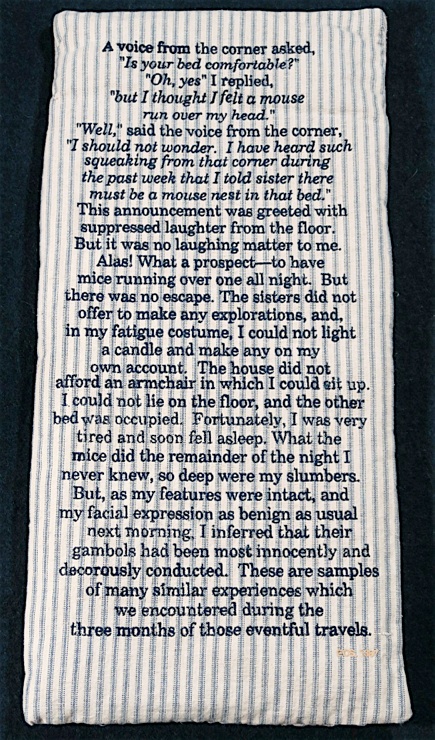 A voice from the corner asked,
"Is your bed comfortable?"
"Oh, yes" I replied,
"but I thought I felt a mouse
run over my head."
"Well," said the voice from the corner,
"I should not wonder. I have heard such
squeaking from that corner during
the past week that I told sister there
must be a mouse nest in that bed."
This announcement was greeted with
suppressed laughter from the floor.
But it was no laughing matter to me.
Alas! What a prospect—to have
mice running over one all night. But
there was no escape. The sisters did not
offer to make any explorations, and,
in my fatigue costume, I could not light
a candle and make any on my
own account. The house did not
afford an armchair in which I could sit up.
I could not lie on the floor, and the other
bed was occupied. Fortunately, I was very
tired and soon fell asleep. What the
mice did the remainder of the night I
never knew, so deep were my slumbers.
But, as my features were intact, and
my facial expression as benign as usual
next morning, I inferred that their
gambols had been most innocently and
decorously conducted. These are samples
of many similar experiences which
we encountered during the
three months of those eventful travels.